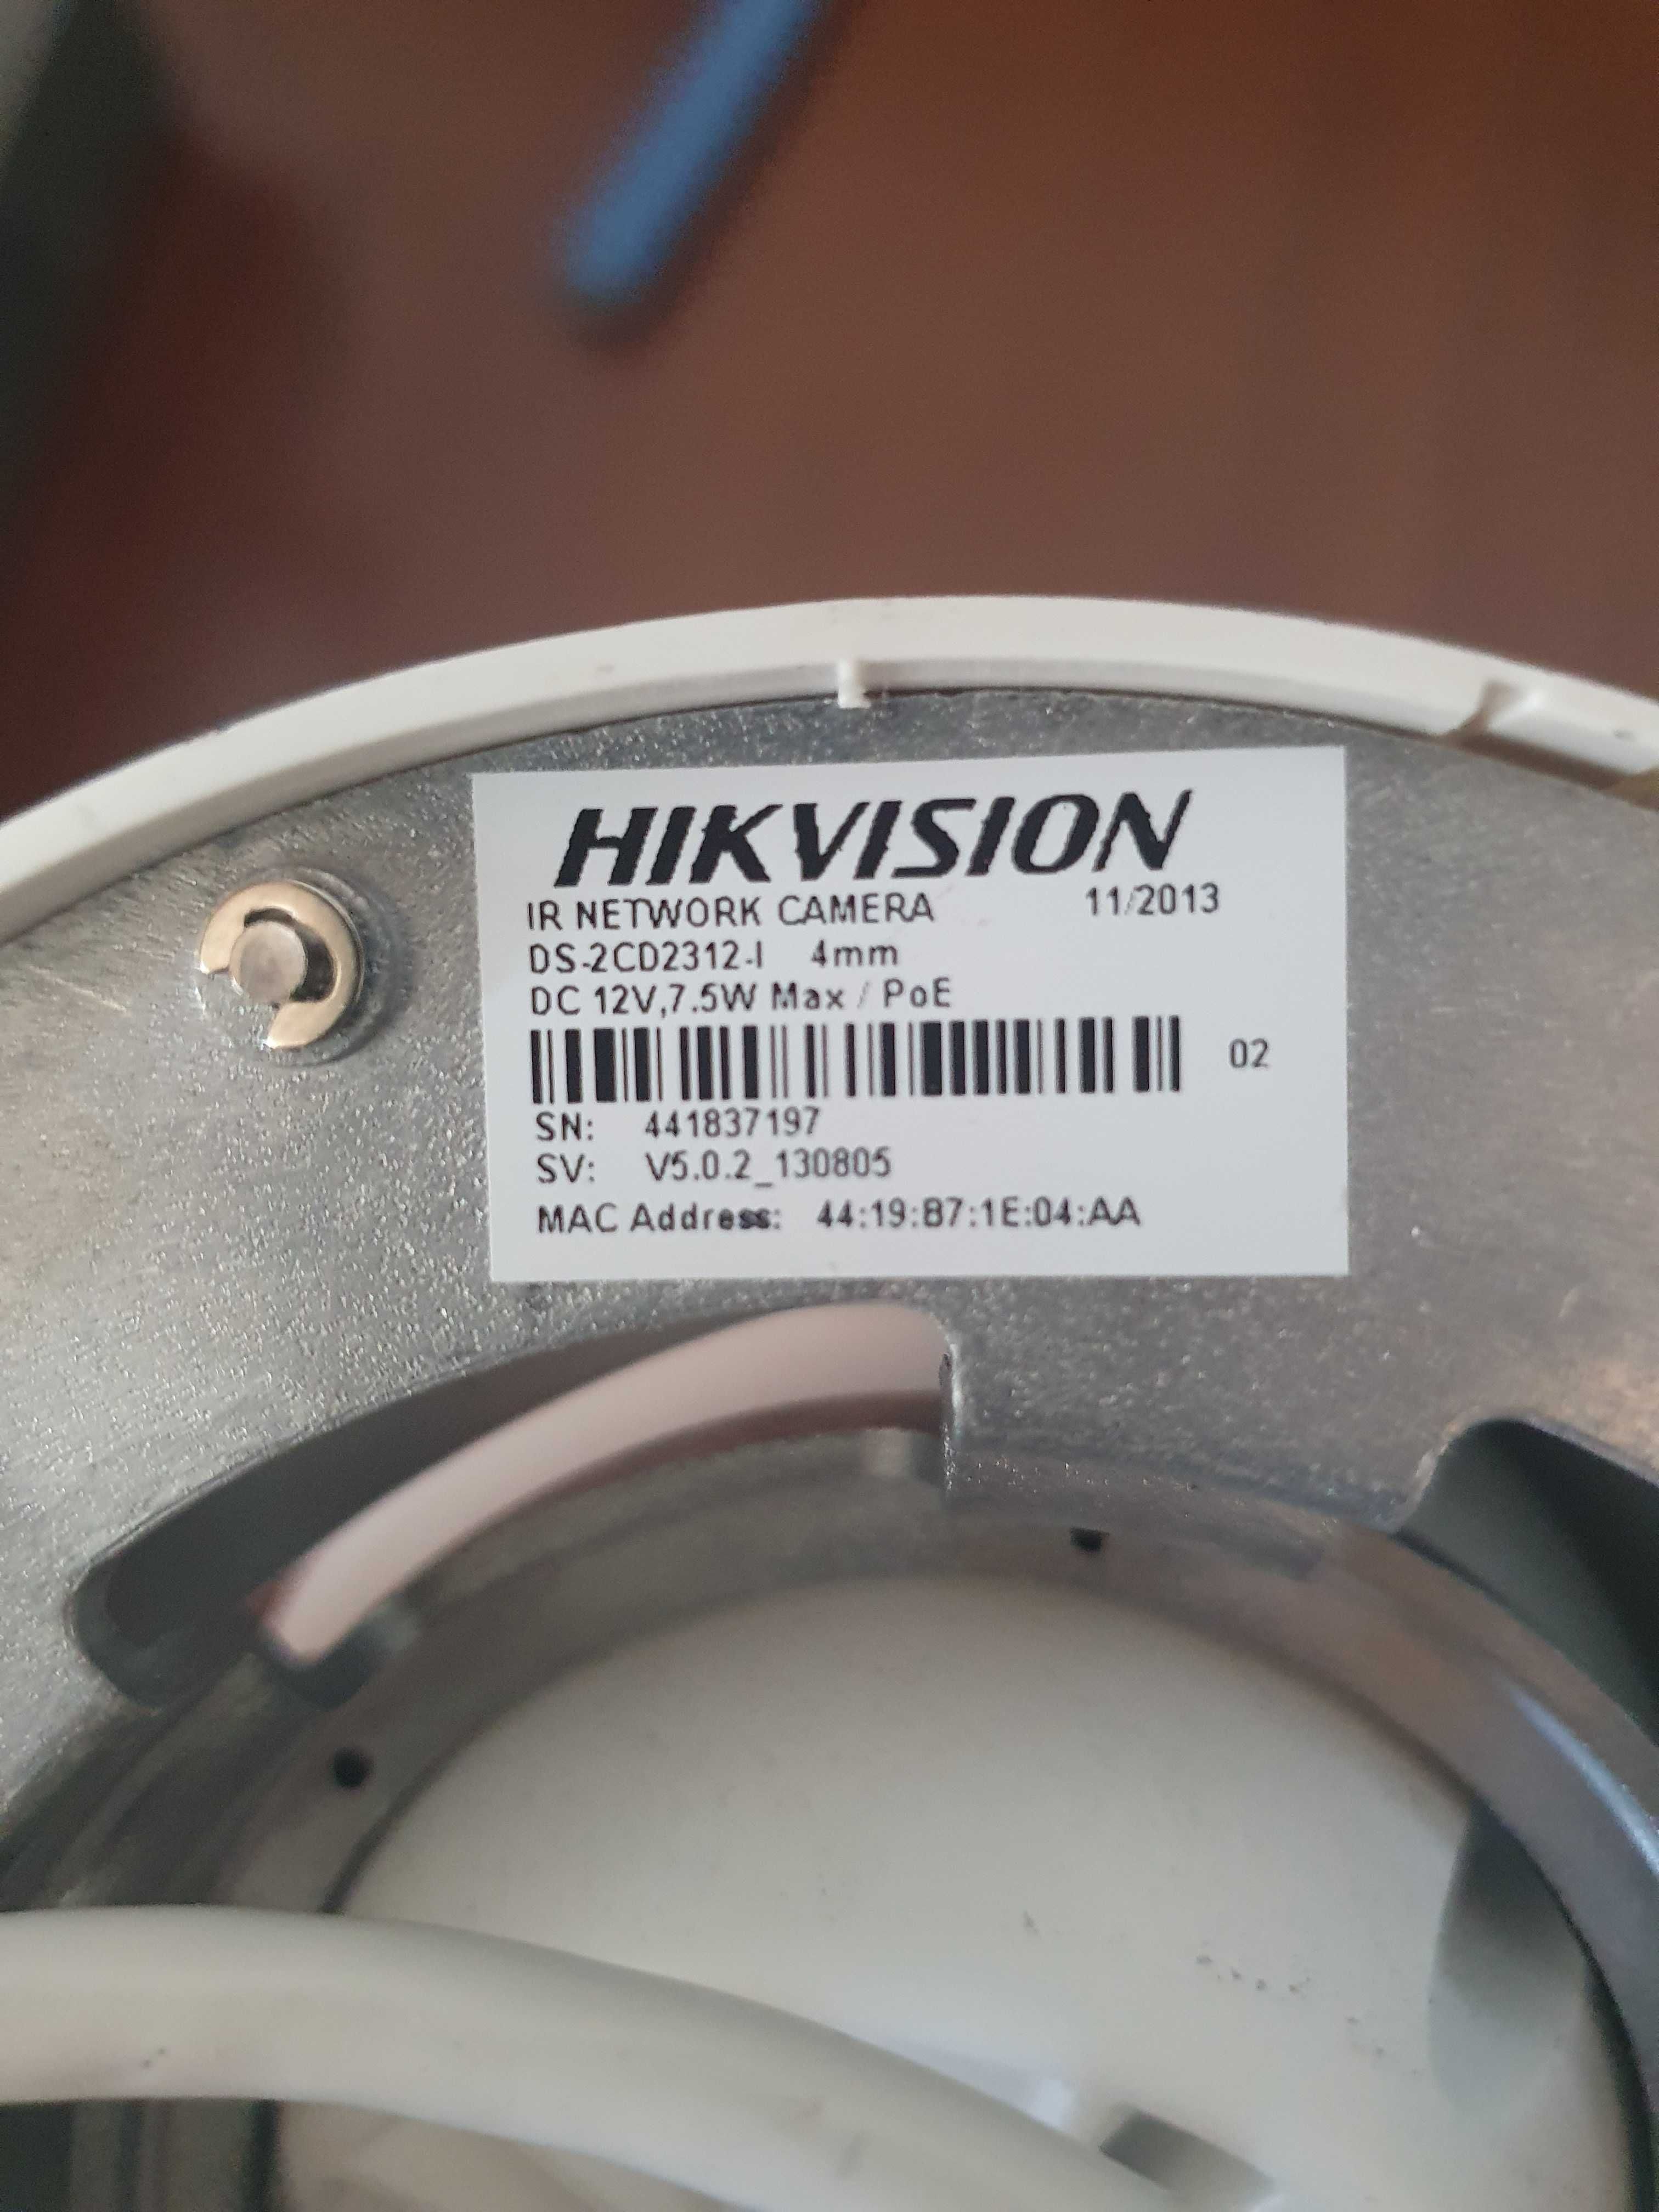 HIKVISION
IR NETWORK CAMERA 11/2013
DS-2CD2312-I 4mm
DC 12V,7.5W Max / PoE
02
SN: 441837197
SV: V5.0.2_130805
MAC Address: 44:19:B7:1E:04:AA